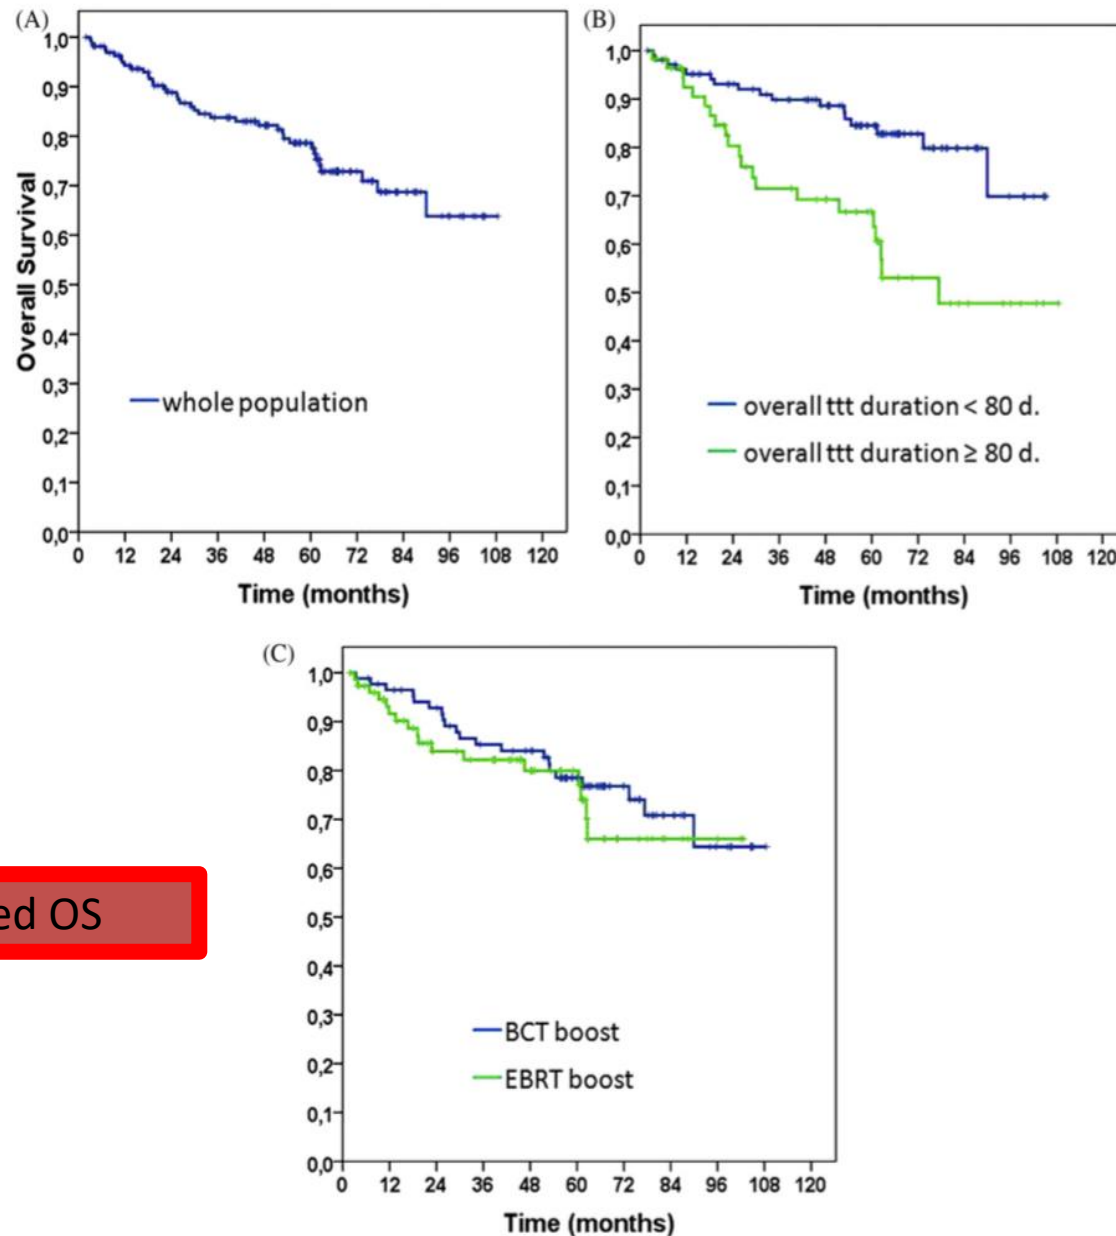 (A)
1,0
0,9
0,8
0,7
0,6
0,5
0,4
0,3
0,2
0,1
0,0
Overall Survival
whole population
0 12 24 36 48 60 72 84 96 108 120
Time (months)
(B)
1,0
0,9
0,8
0,7
0,6
0,5
0,4
0,3
0,2
0,1
0,0
overall ttt duration < 80 d.
overall ttt duration ≥ 80 d.
0 12 24 36 48 60 72 84 96 108 120
Time (months)
(C)
1,0
0,9
0,8
0,7
0,6
0,5
0,4
0,3
0,2
0,1
0,0
BCT boost
EBRT boost
0 12 24 36 48 60 72 84 96 108 120
Time (months)
OS